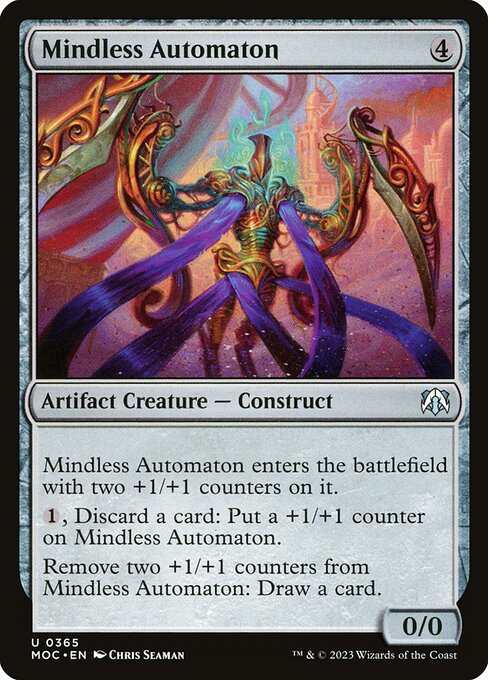 Mindless Automaton 4
Artifact Creature — Construct
Mindless Automaton enters the battlefield
with two +1/+1 counters on it.
1, Discard a card: Put a +1/+1 counter
on Mindless Automaton.
Remove two +1/+1 counters from
Mindless Automaton: Draw a card.
0/0
U 0365
MOC • EN Chris Seaman ™ & © 2023 Wizards of the Coast